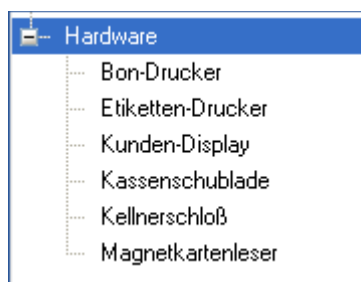 Hardware
Bon-Drucker
Etiketten-Drucker
Kunden-Display
Kassenschublade
Kellnerschloß
Magnetkartenleser